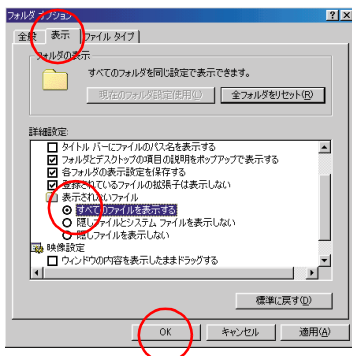 フォルダ オプション
全般 表示 ファイル タイプ
フォルダの表示
すべてのフォルダを同じ設定で表示できます。
現在のフォルダ設定使用(L) 全フォルダをリセット(R)
詳細設定:
タイトル バーにファイルのパス名を表示する
フォルダとデスクトップの項目の説明をポップアップで表示する
各フォルダの表示設定を保存する
登録されているファイルの拡張子は表示しない
表示されないファイル
すべてのファイルを表示する
隠しファイルとシステム ファイルを表示しない
隠しファイルを表示しない
映像設定
ウィンドウの内容を表示したままドラッグする
標準に戻す(D)
OK キャンセル 適用(A)